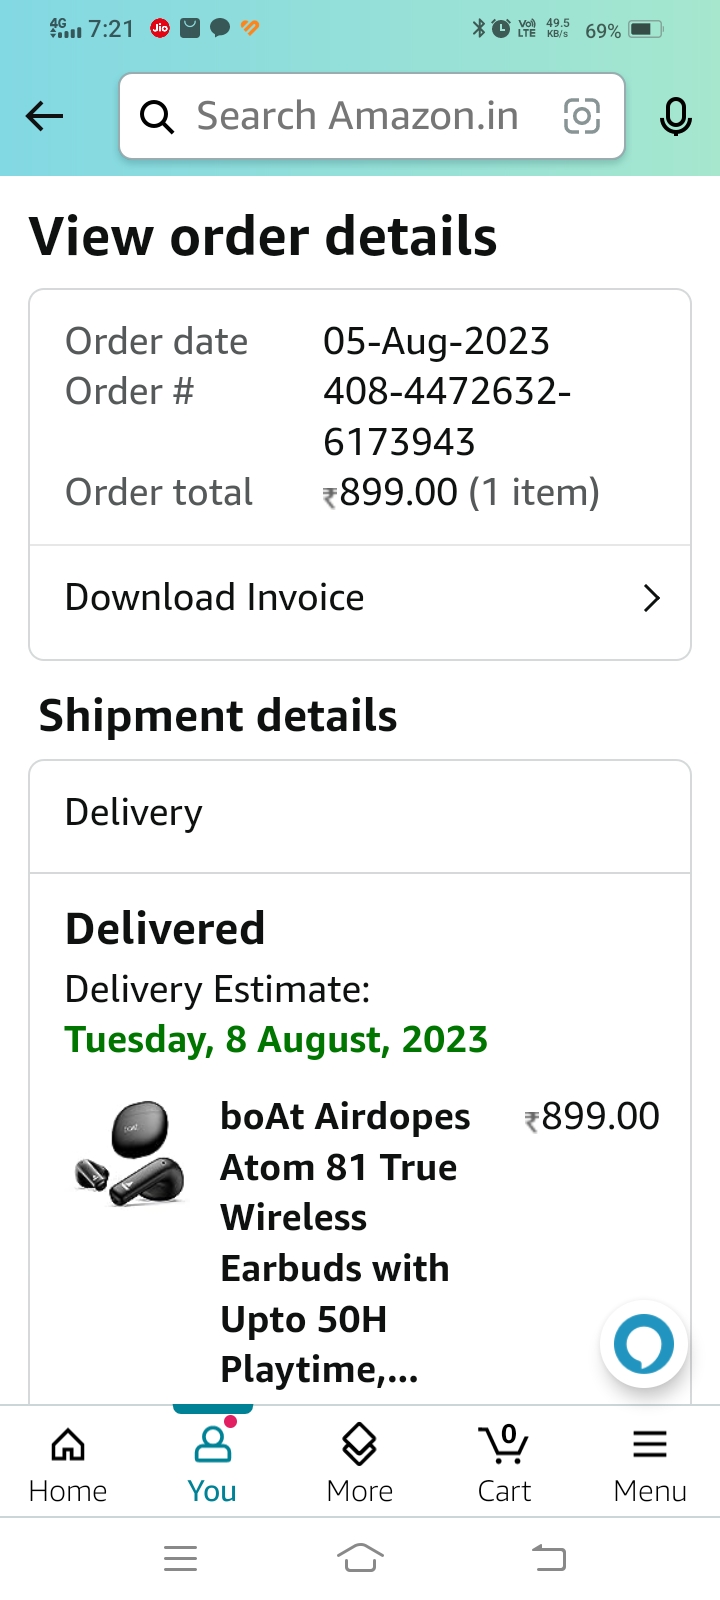 4G 7:21 Jio VoI) LTE 49.5 KB/s 69%
Search Amazon.in
View order details
Order date 05-Aug-2023
Order # 408-4472632-
6173943
Order total ₹899.00 (1 item)
Download Invoice
Shipment details
Delivery
Delivered
Delivery Estimate:
Tuesday, 8 August, 2023
boAt Airdopes ₹899.00
Atom 81 True
Wireless
Earbuds with
Upto 50H
Playtime,...
0
Home You More Cart Menu